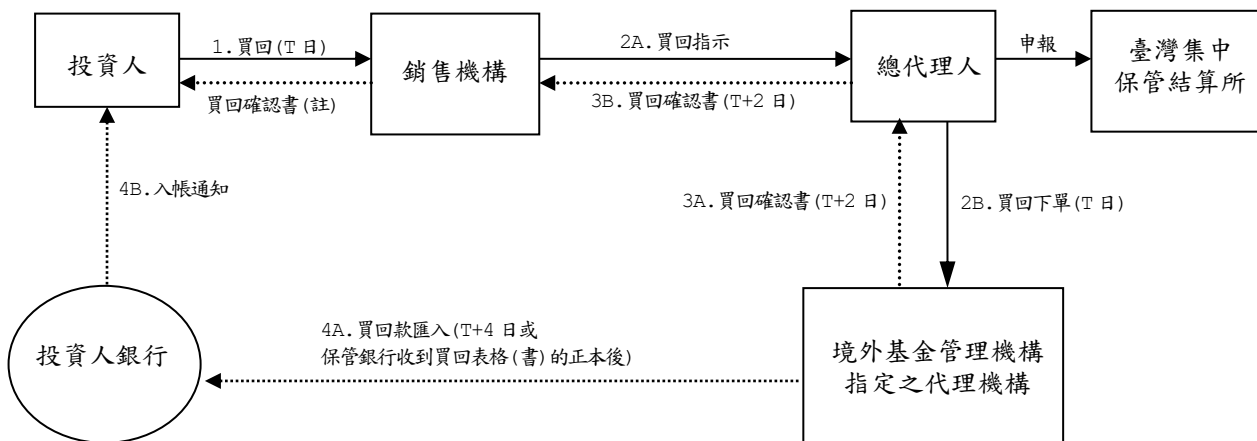 投資人
1.買回(T 日)
買回確認書(註)
銷售機構
2A.買回指示
3B.買回確認書(T+2 日)
總代理人
申報
臺灣集中
保管結算所
4B.入帳通知
3A.買回確認書(T+2 日)
2B.買回下單(T 日)
投資人銀行
4A.買回款匯入(T+4 日或
保管銀行收到買回表格(書)的正本後)
境外基金管理機構
指定之代理機構